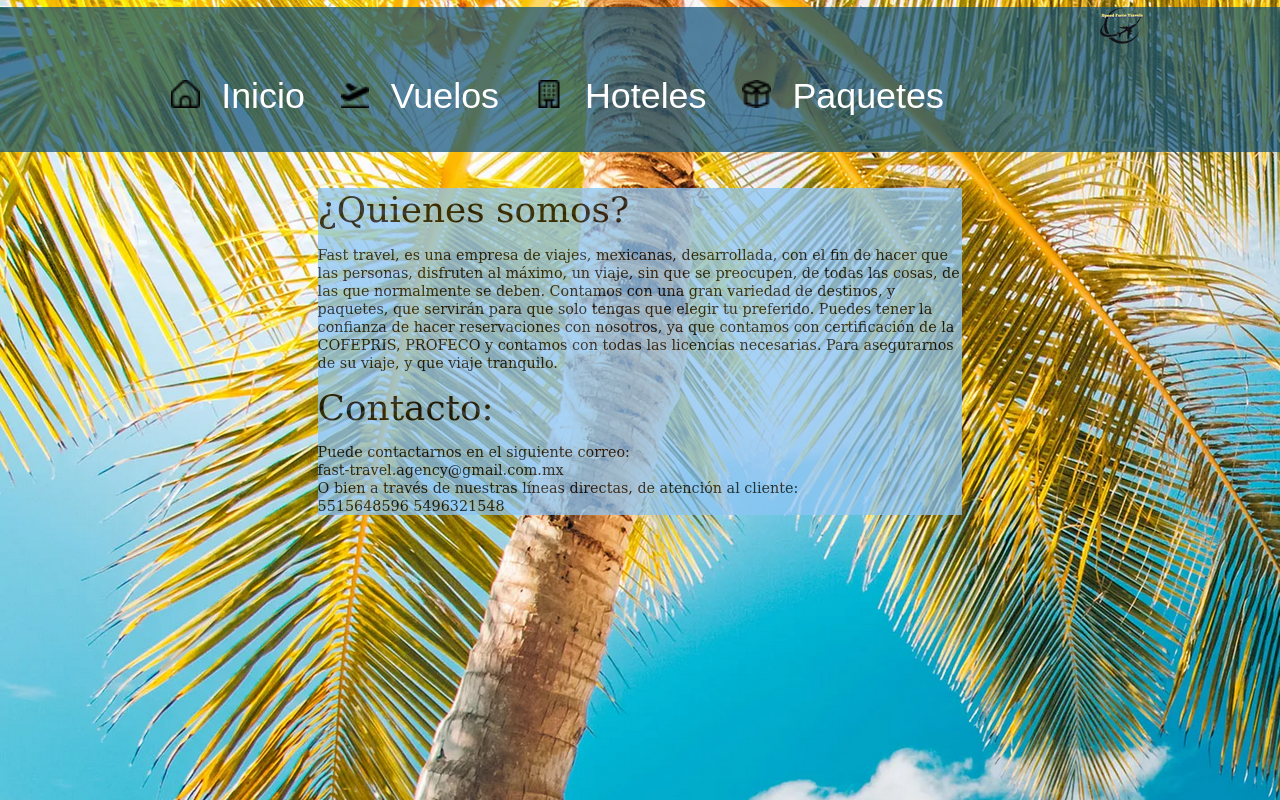 Speed Faste Travels
Inicio Vuelos Hoteles Paquetes
¿Quienes somos?
Fast travel, es una empresa de viajes, mexicanas, desarrollada, con el fin de hacer que
las personas, disfruten al máximo, un viaje, sin que se preocupen, de todas las cosas, de
las que normalmente se deben. Contamos con una gran variedad de destinos, y
paquetes, que servirán para que solo tengas que elegir tu preferido. Puedes tener la
confianza de hacer reservaciones con nosotros, ya que contamos con certificación de la
COFEPRIS, PROFECO y contamos con todas las licencias necesarias. Para asegurarnos
de su viaje, y que viaje tranquilo.
Contacto:
Puede contactarnos en el siguiente correo:
fast-travel.agency@gmail.com.mx
O bien a través de nuestras líneas directas, de atención al cliente:
5515648596 5496321548